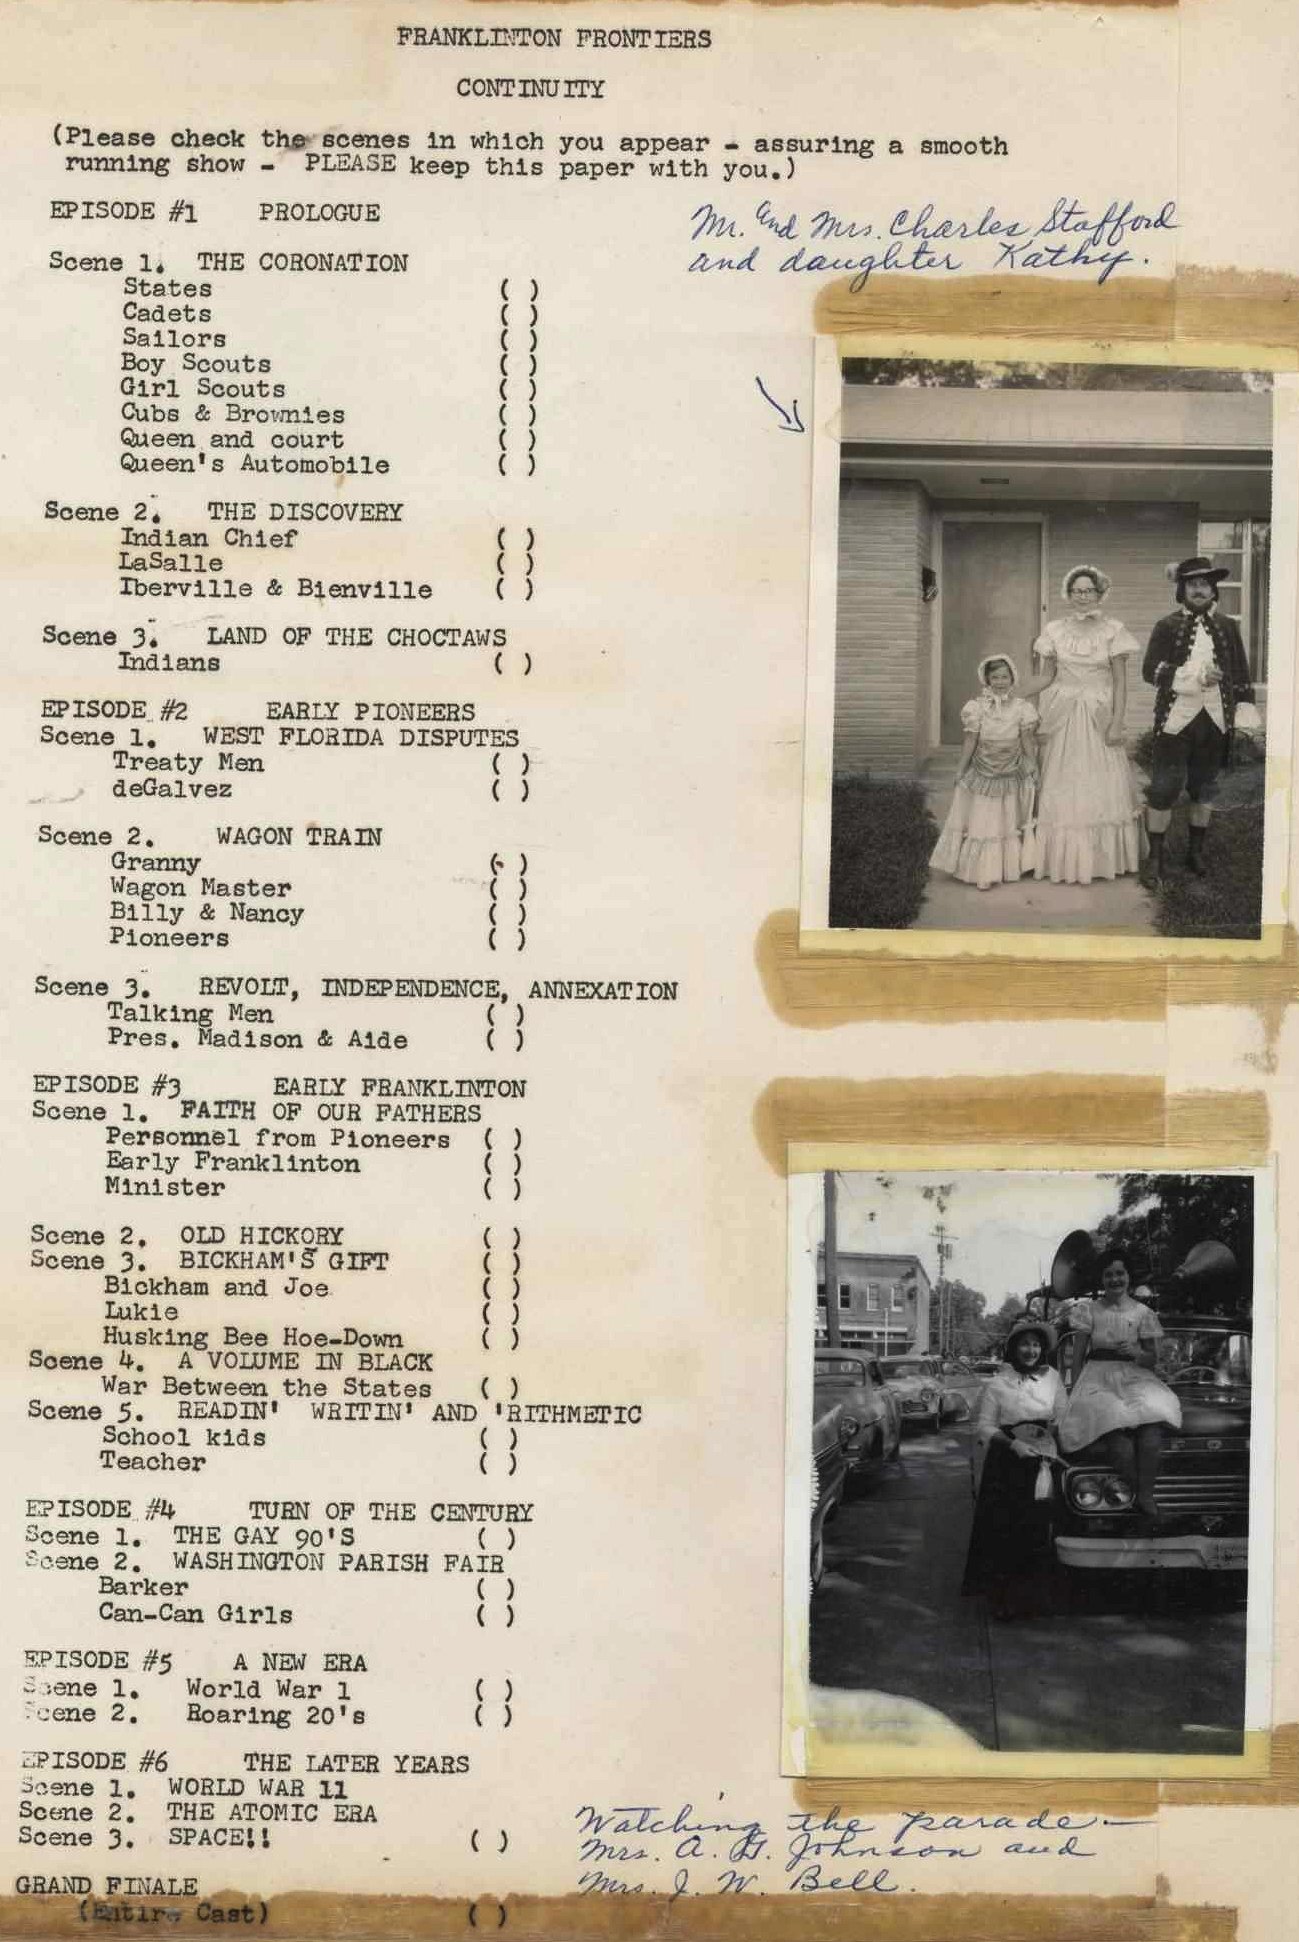 FRANKLINTON FRONTIERS
CONTINUITY
(Please check the scenes in which you appear - assuring a smooth
running show - PLEASE keep this paper with you.)
EPISODE #1 PROLOGUE
Mr. and Mrs. Charles Stafford
and daughter Kathy.
Scene 1. THE CORONATION
States ( )
Cadets ( )
Sailors ( )
Boy Scouts ( )
Girl Scouts ( )
Cubs & Brownies ( )
Queen and court ( )
Queen's Automobile ( )
Scene 2. THE DISCOVERY
Indian Chief ( )
LaSalle ( )
Iberville & Bienville ( )
Scene 3. LAND OF THE CHOCTAWS
Indians ( )
EPISODE #2 EARLY PIONEERS
Scene 1. WEST FLORIDA DISPUTES
Treaty Men ( )
deGalvez ( )
Scene 2. WAGON TRAIN
Granny ( )
Wagon Master ( )
Billy & Nancy ( )
Pioneers ( )
Scene 3. REVOLT, INDEPENDENCE, ANNEXATION
Talking Men ( )
Pres. Madison & Aide ( )
EPISODE #3 EARLY FRANKLINTON
Scene 1. FAITH OF OUR FATHERS
Personnel from Pioneers ( )
Early Franklinton ( )
Minister ( )
Scene 2. OLD HICKORY ( )
Scene 3. BICKHAM'S GIFT ( )
Bickham and Joe ( )
Lukie ( )
Husking Bee Hoe-Down ( )
Scene 4. A VOLUME IN BLACK
War Between the States ( )
Scene 5. READIN' WRITIN' AND 'RITHMETIC
School kids ( )
Teacher ( )
EPISODE #4 TURN OF THE CENTURY
Scene 1. THE GAY 90'S ( )
Scene 2. WASHINGTON PARISH FAIR
Barker ( )
Can-Can Girls ( )
EPISODE #5 A NEW ERA
Scene 1. World War 1 ( )
Scene 2. Roaring 20's ( )
EPISODE #6 THE LATER YEARS
Scene 1. WORLD WAR 11
Scene 2. THE ATOMIC ERA
Scene 3. SPACE!! ( )
Watching the parade -
Mrs. A. G. Johnson and
Mrs. J. W. Bell.
GRAND FINALE
(Entire Cast) ( )